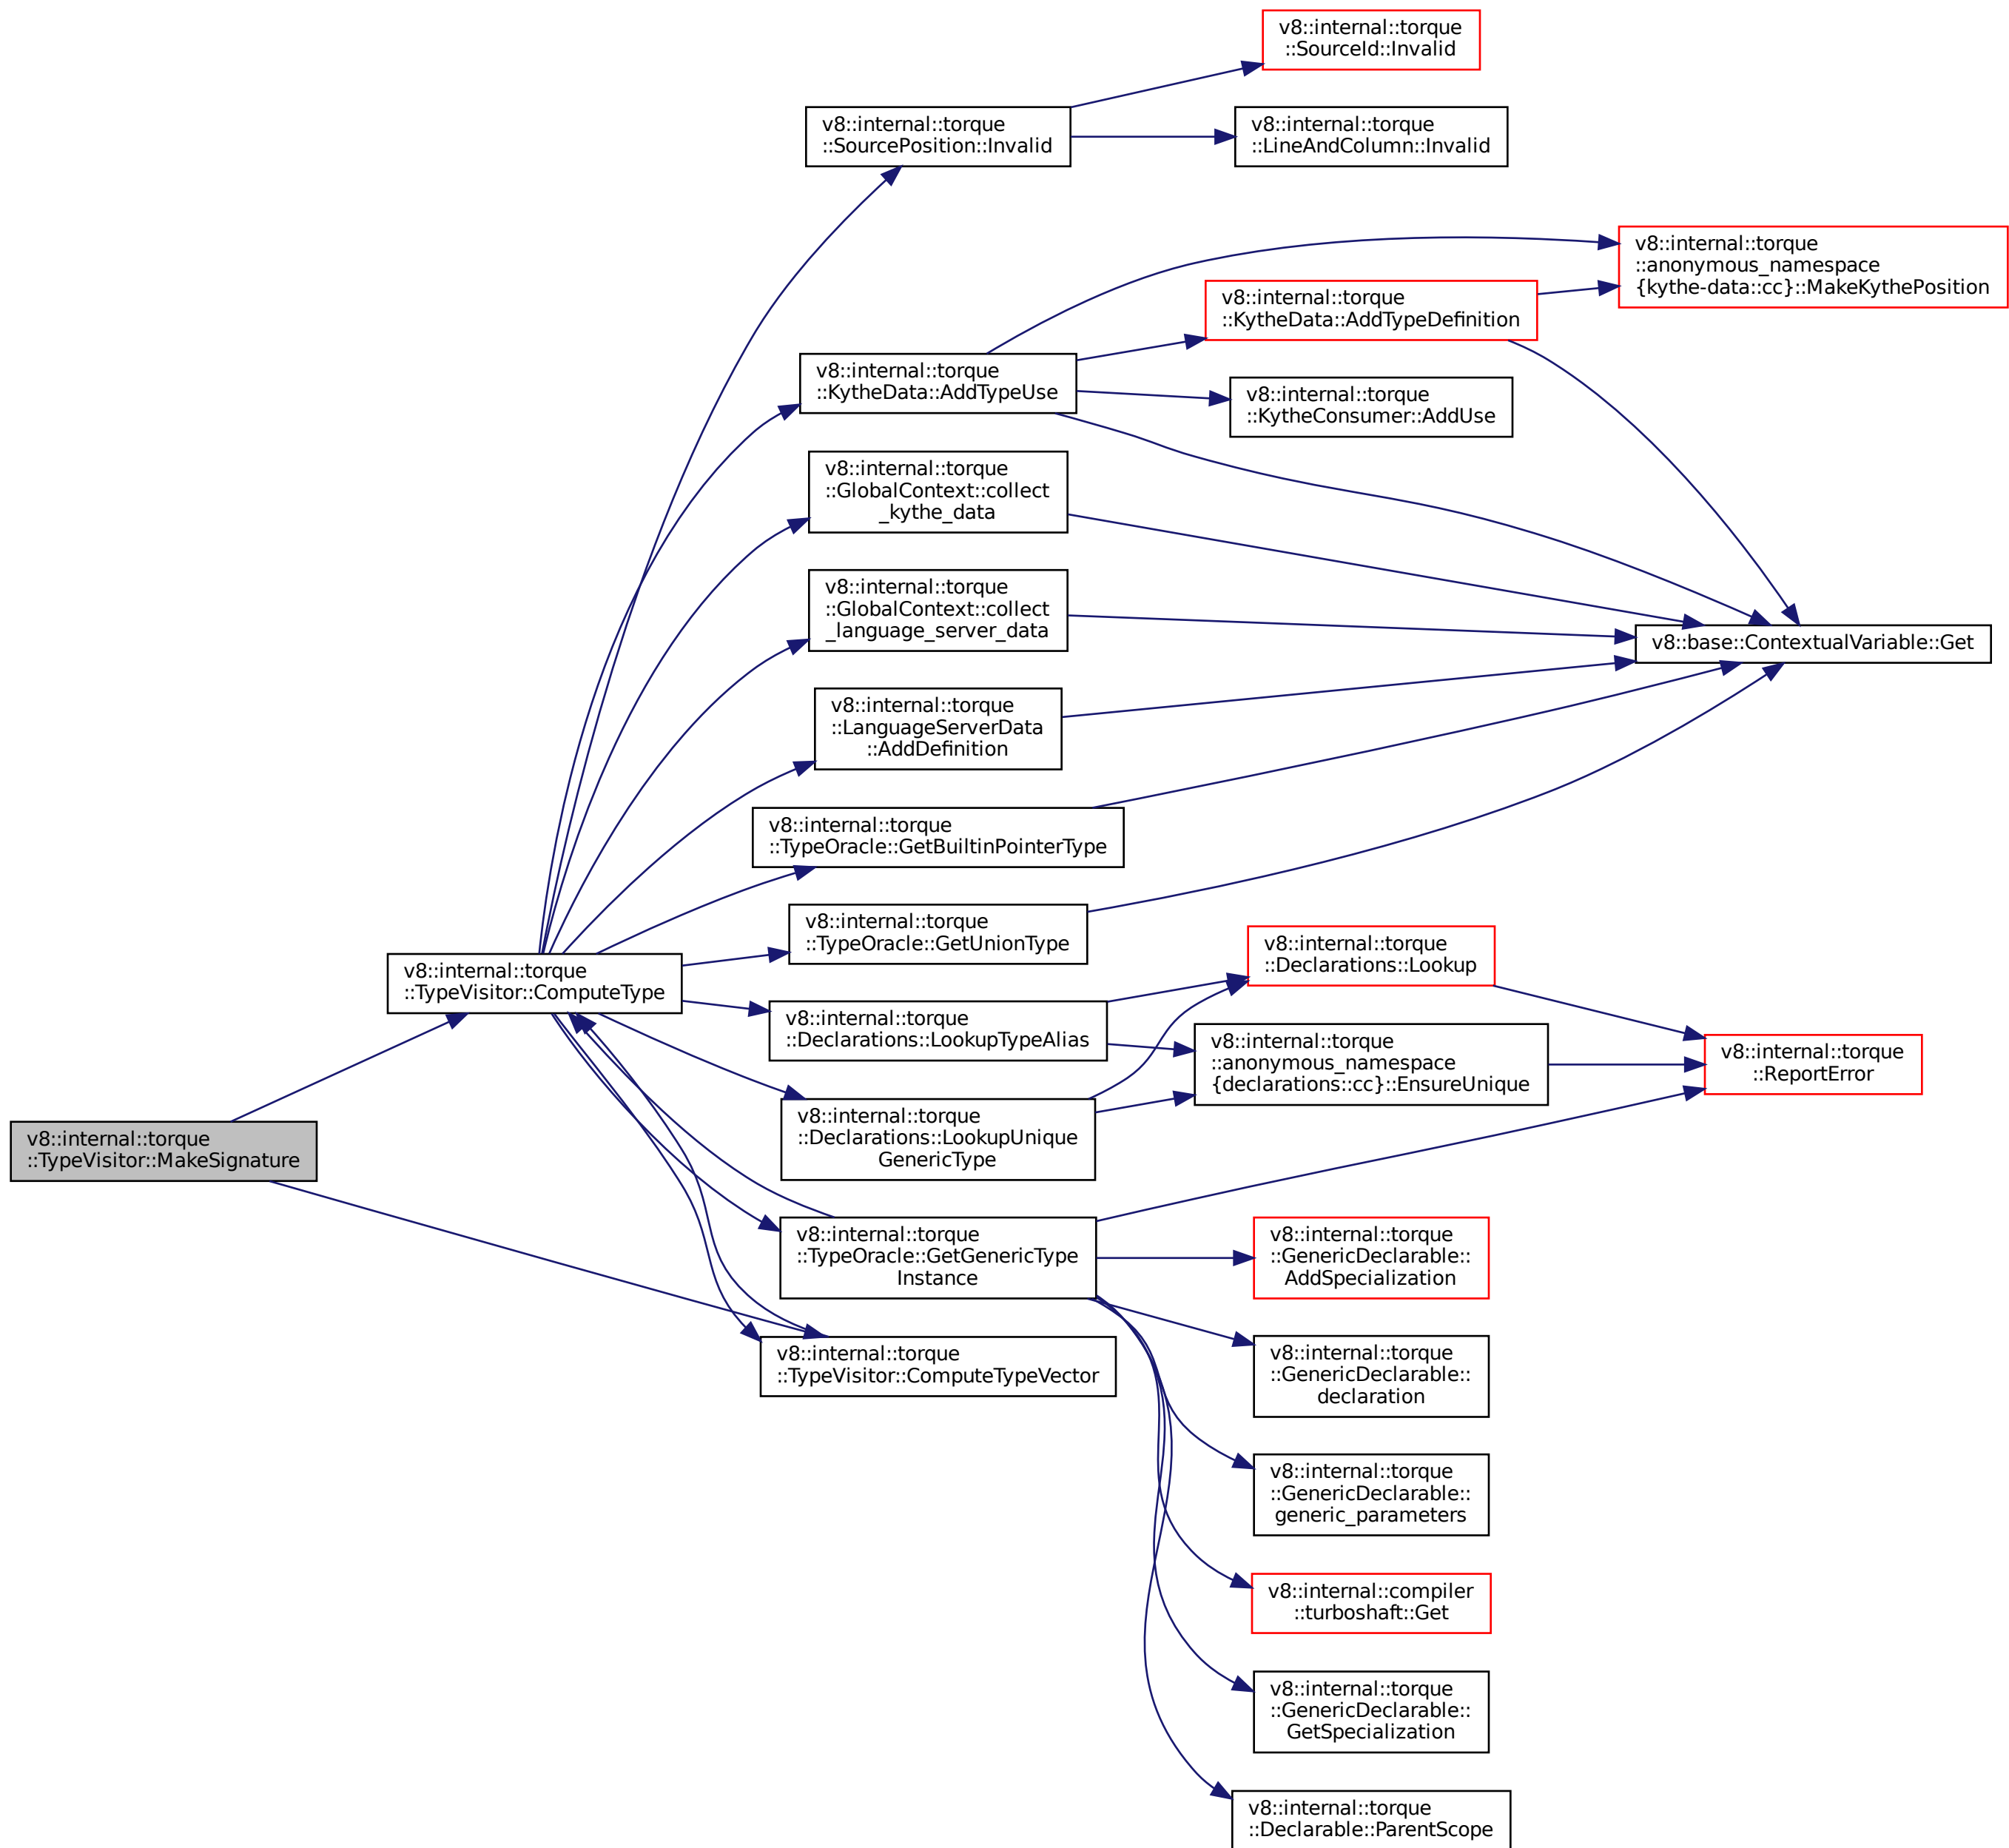 v8::internal::torque
::SourceId::Invalid
v8::internal::torque
::SourcePosition::Invalid
v8::internal::torque
::LineAndColumn::Invalid
v8::internal::torque
::anonymous_namespace
{kythe-data::cc}::MakeKythePosition
v8::internal::torque
::KytheData::AddTypeDefinition
v8::internal::torque
::KytheData::AddTypeUse
v8::internal::torque
::KytheConsumer::AddUse
v8::internal::torque
::GlobalContext::collect
_kythe_data
v8::internal::torque
::GlobalContext::collect
_language_server_data
v8::base::ContextualVariable::Get
v8::internal::torque
::LanguageServerData
::AddDefinition
v8::internal::torque
::TypeOracle::GetBuiltinPointerType
v8::internal::torque
::TypeOracle::GetUnionType
v8::internal::torque
::Declarations::Lookup
v8::internal::torque
::TypeVisitor::ComputeType
v8::internal::torque
::Declarations::LookupTypeAlias
v8::internal::torque
::anonymous_namespace
{declarations::cc}::EnsureUnique
v8::internal::torque
::ReportError
v8::internal::torque
::Declarations::LookupUnique
GenericType
v8::internal::torque
::TypeVisitor::MakeSignature
v8::internal::torque
::TypeOracle::GetGenericType
Instance
v8::internal::torque
::GenericDeclarable::
AddSpecialization
v8::internal::torque
::TypeVisitor::ComputeTypeVector
v8::internal::torque
::GenericDeclarable::
declaration
v8::internal::torque
::GenericDeclarable::
generic_parameters
v8::internal::compiler
::turboshaft::Get
v8::internal::torque
::GenericDeclarable::
GetSpecialization
v8::internal::torque
::Declarable::ParentScope